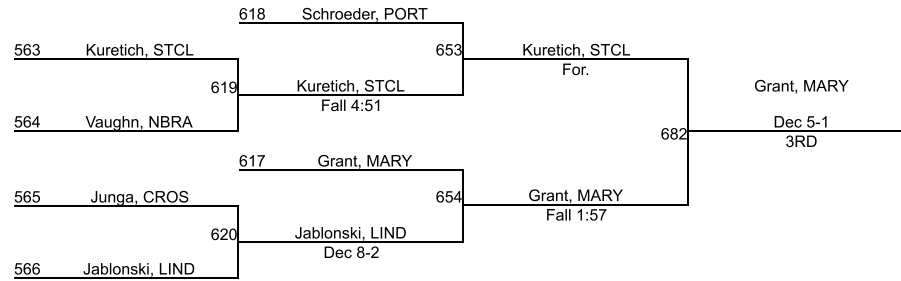 618 Schroeder, PORT
563 Kuretich, STCL
653 Kuretich, STCL
For.
619 Kuretich, STCL
Fall 4:51
Grant, MARY
564 Vaughn, NBRA
Dec 5-1
682
3RD
617 Grant, MARY
565 Junga, CROS
654 Grant, MARY
Fall 1:57
620 Jablonski, LIND
Dec 8-2
566 Jablonski, LIND